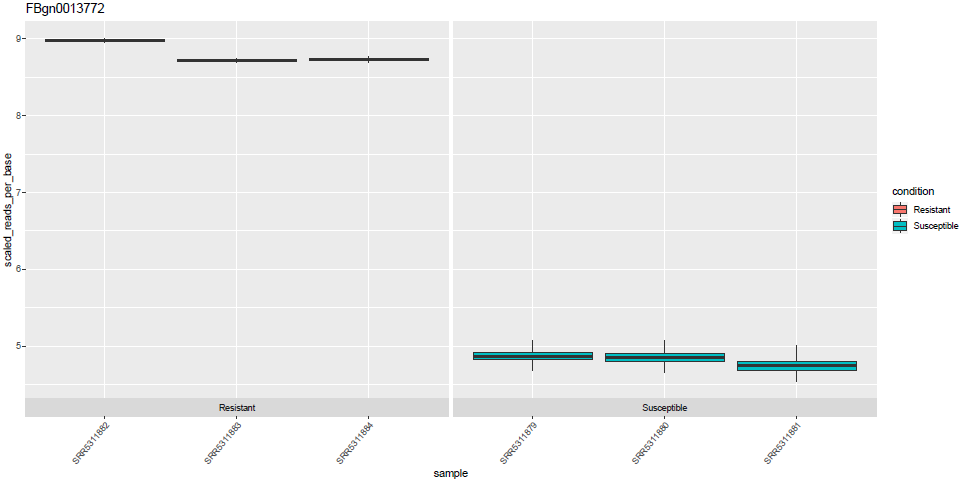 FBgn0013772
scaled_reads_per_base
9
8
7
6
5
Resistant
Susceptible
SRR5311882
SRR5311883
SRR5311884
SRR5311879
SRR5311880
SRR5311881
sample
condition
Resistant
Susceptible